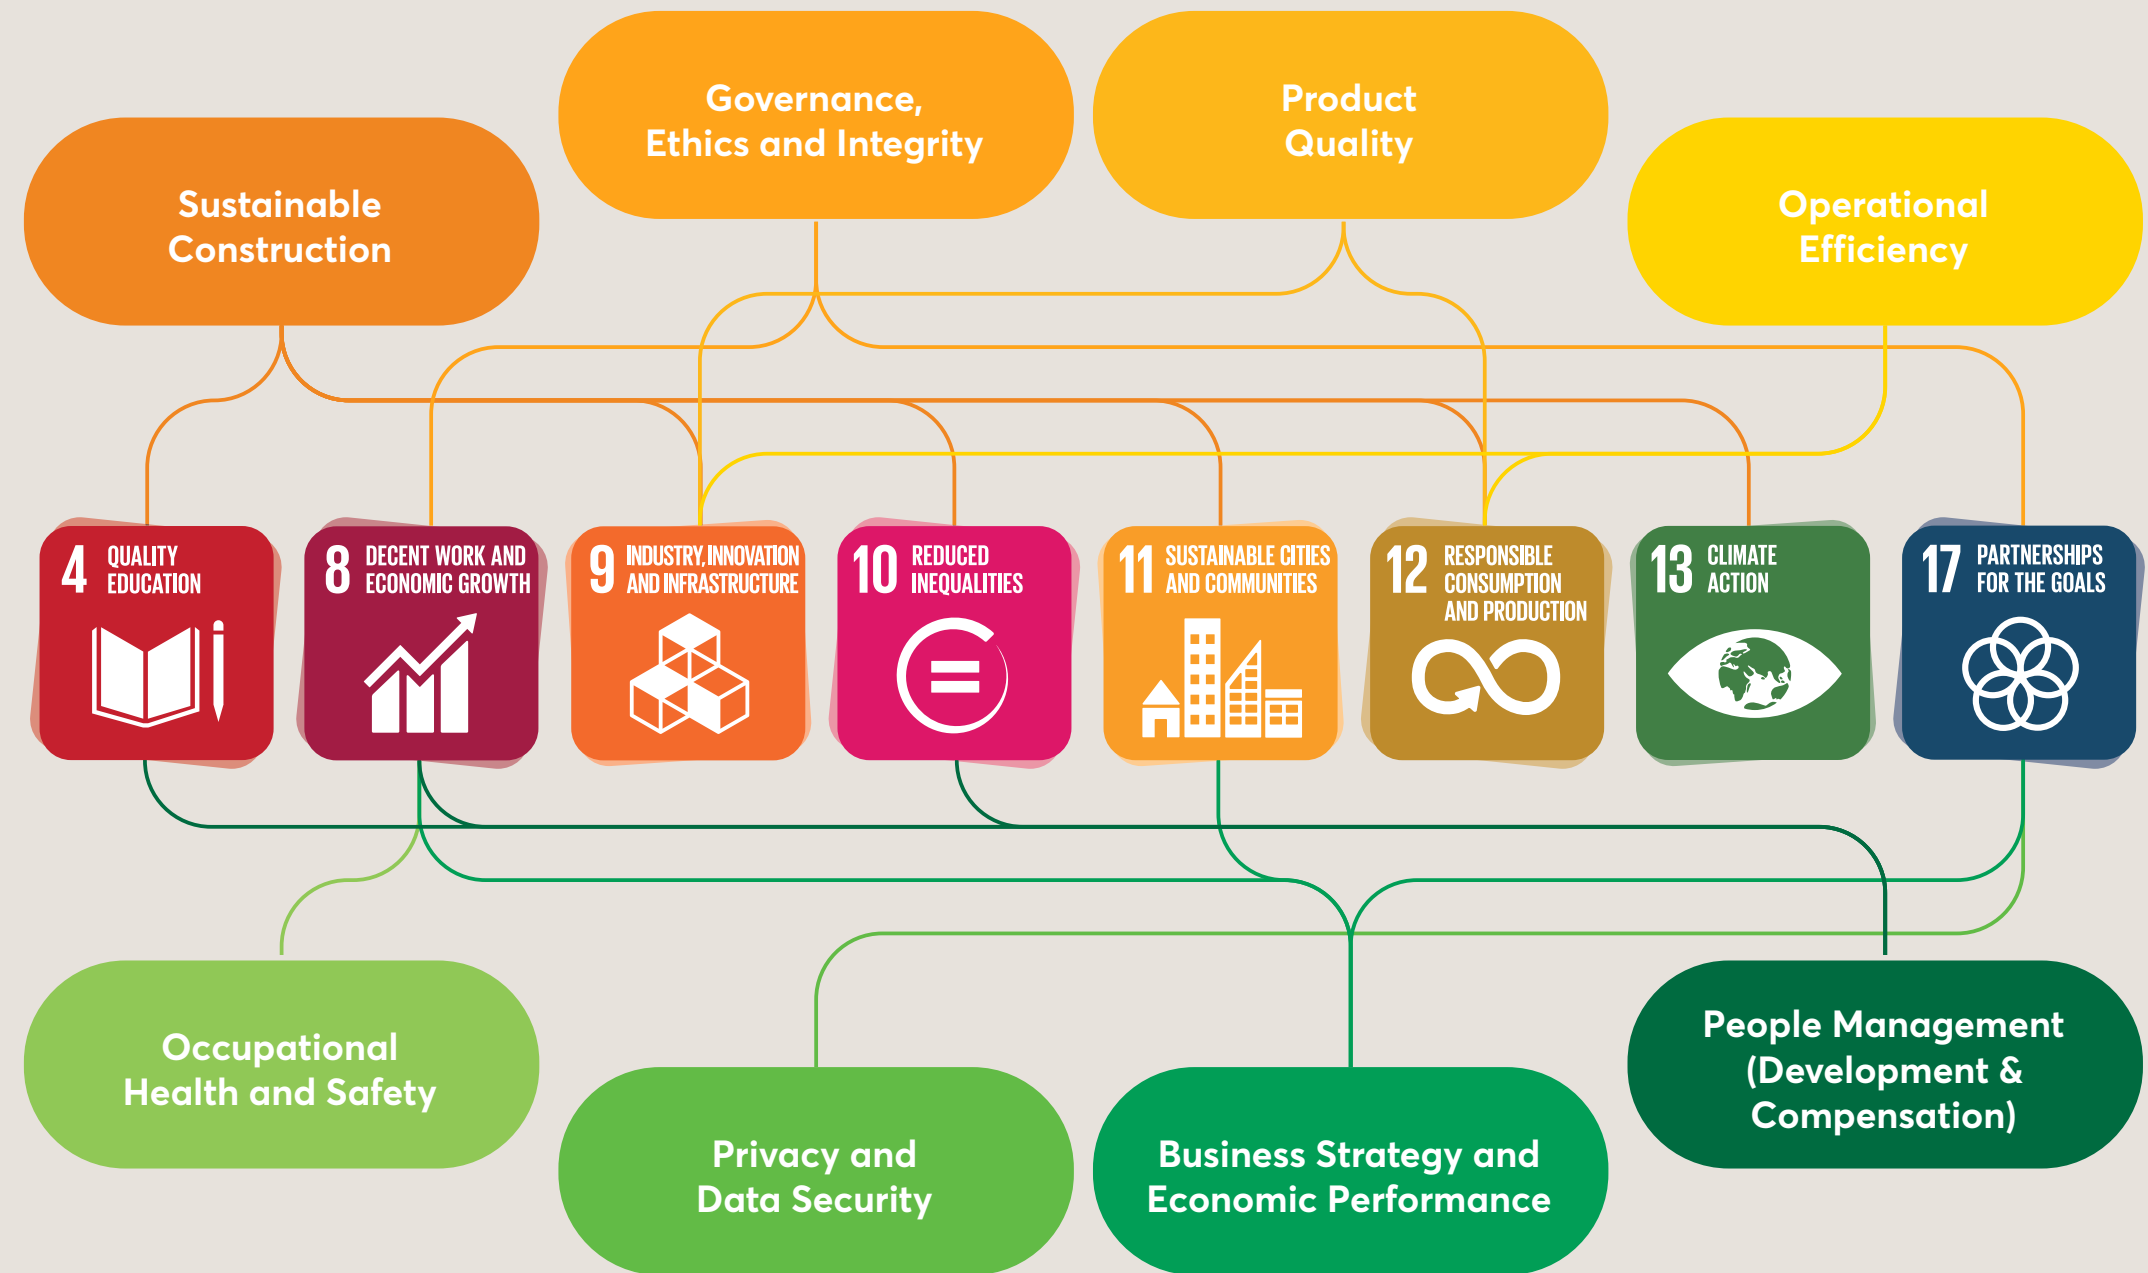 Governance,
Ethics and Integrity
Product
Quality
Sustainable
Construction
Operational
Efficiency
4 QUALITY
EDUCATION
8 DECENT WORK AND
ECONOMIC GROWTH
9 INDUSTRY, INNOVATION
AND INFRASTRUCTURE
10 REDUCED
INEQUALITIES
11 SUSTAINABLE CITIES
AND COMMUNITIES
12 RESPONSIBLE
CONSUMPTION
AND PRODUCTION
13 CLIMATE
ACTION
17 PARTNERSHIPS
FOR THE GOALS
Occupational
Health and Safety
Privacy and
Data Security
Business Strategy and
Economic Performance
People Management
(Development &
Compensation)